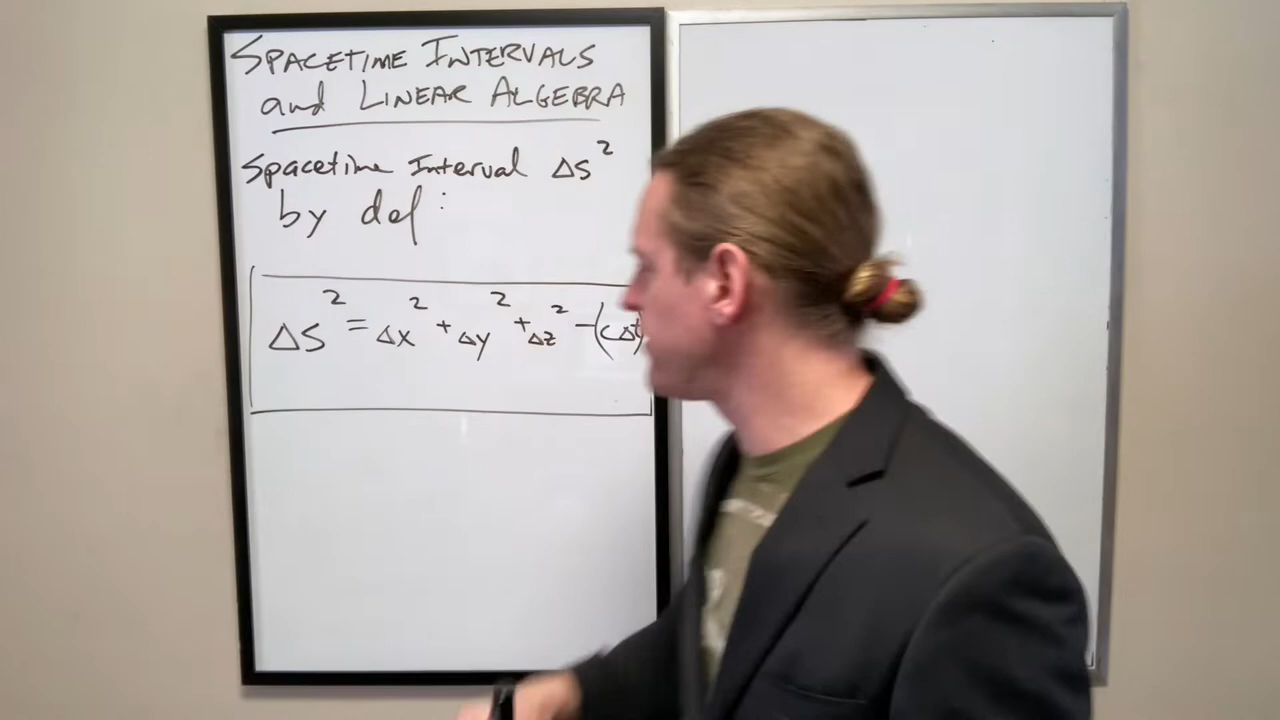 SPACETIME INTERVALS
and LINEAR ALGEBRA
Spacetime Interval Δs²
by def:
Δs² = Δx² + Δy² + Δz² - (cΔt)